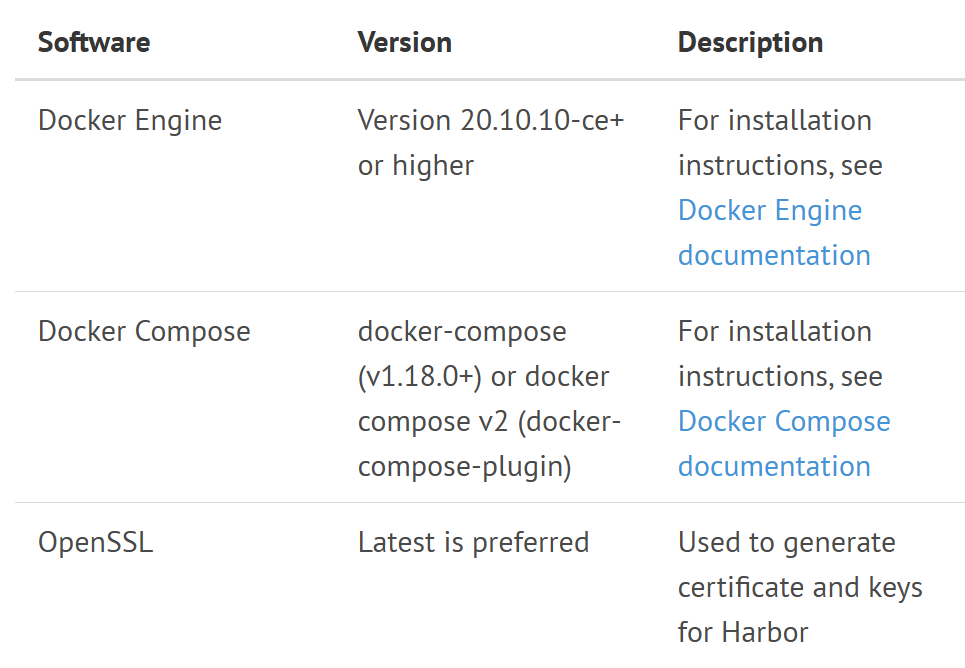 Software Version Description
Docker Engine Version 20.10.10-ce+ For installation
or higher instructions, see
Docker Engine
documentation
Docker Compose docker-compose For installation
(v1.18.0+) or docker instructions, see
compose v2 (docker- Docker Compose
compose-plugin) documentation
OpenSSL Latest is preferred Used to generate
certificate and keys
for Harbor